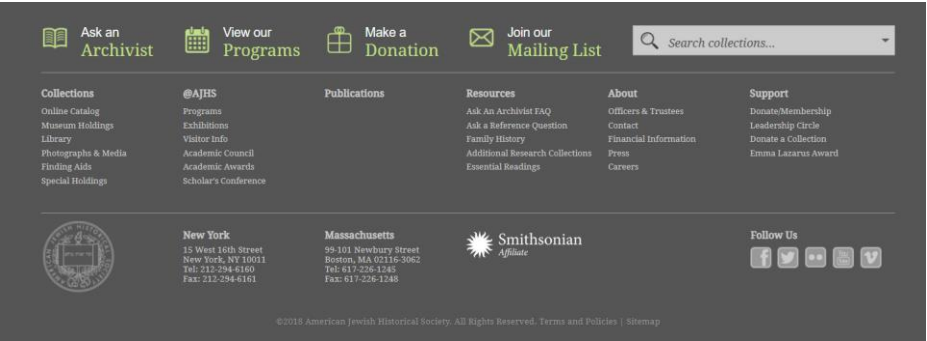 Ask an
Archivist
View our
Programs
Make a
Donation
Join our
Mailing List
Search collections...
Collections
Online Catalog
Museum Holdings
Library
Photographs & Media
Finding Aids
Special Holdings
@AJHS
Programs
Exhibitions
Visitor Info
Academic Council
Academic Awards
Scholar's Conference
Publications
Resources
Ask An Archivist FAQ
Ask a Reference Question
Family History
Additional Research Collections
Essential Readings
About
Officers & Trustees
Contact
Financial Information
Press
Careers
Support
Donate/Membership
Leadership Circle
Donate a Collection
Emma Lazarus Award
New York
15 West 16th Street
New York, NY 10011
Tel: 212-294-6160
Fax: 212-294-6161
Massachusetts
99-101 Newbury Street
Boston, MA 02116-3062
Tel: 617-226-1245
Fax: 617-226-1248
Smithsonian
Affiliate
Follow Us
©2018 American Jewish Historical Society. All Rights Reserved. Terms and Policies | Sitemap